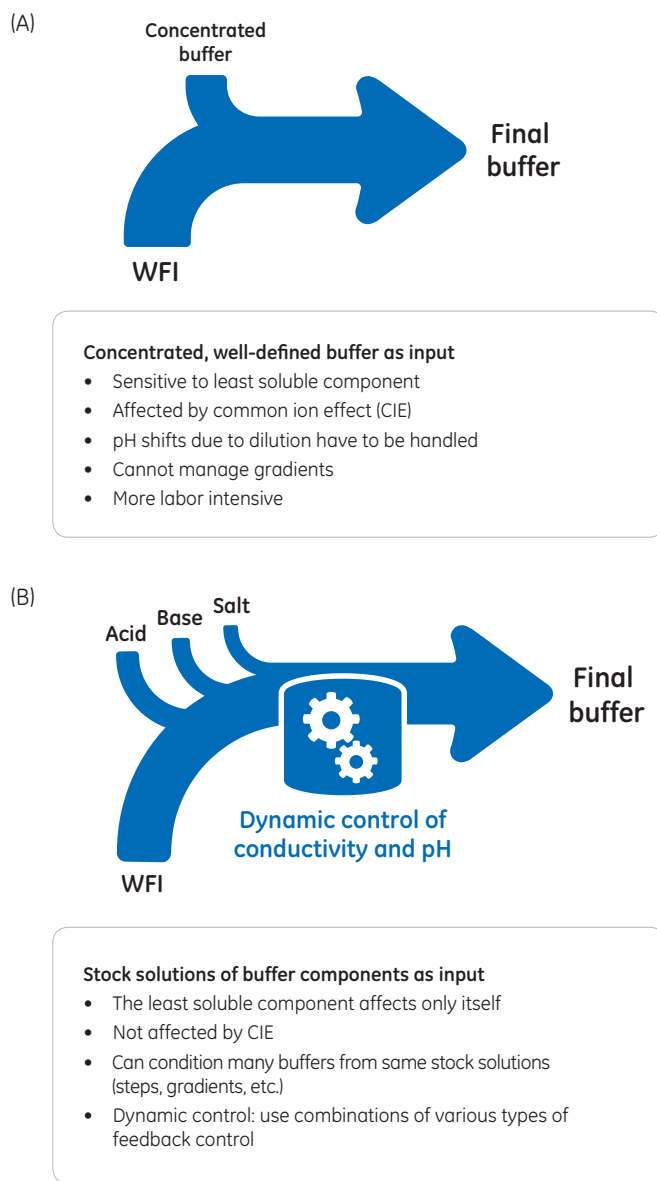 (A)
Concentrated
buffer
Final
buffer
WFI
Concentrated, well-defined buffer as input
• Sensitive to least soluble component
• Affected by common ion effect (CIE)
• pH shifts due to dilution have to be handled
• Cannot manage gradients
• More labor intensive
(B)
Acid
Base
Salt
Final
buffer
Dynamic control of
conductivity and pH
WFI
Stock solutions of buffer components as input
• The least soluble component affects only itself
• Not affected by CIE
• Can condition many buffers from same stock solutions
(steps, gradients, etc.)
• Dynamic control: use combinations of various types of
feedback control